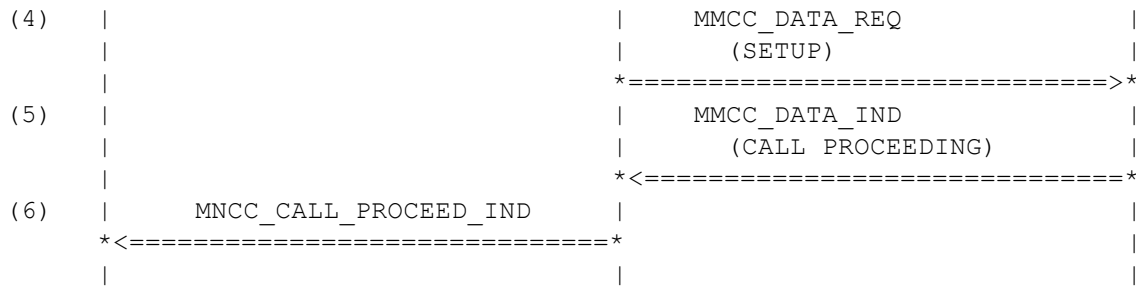 (4) | | MMCC_DATA_REQ |
| | (SETUP) |
| *==============================>*
(5) | | MMCC_DATA_IND |
| | (CALL PROCEEDING) |
| *<==============================*
(6) | MNCC_CALL_PROCEED_IND | |
*<==============================* |
| | |